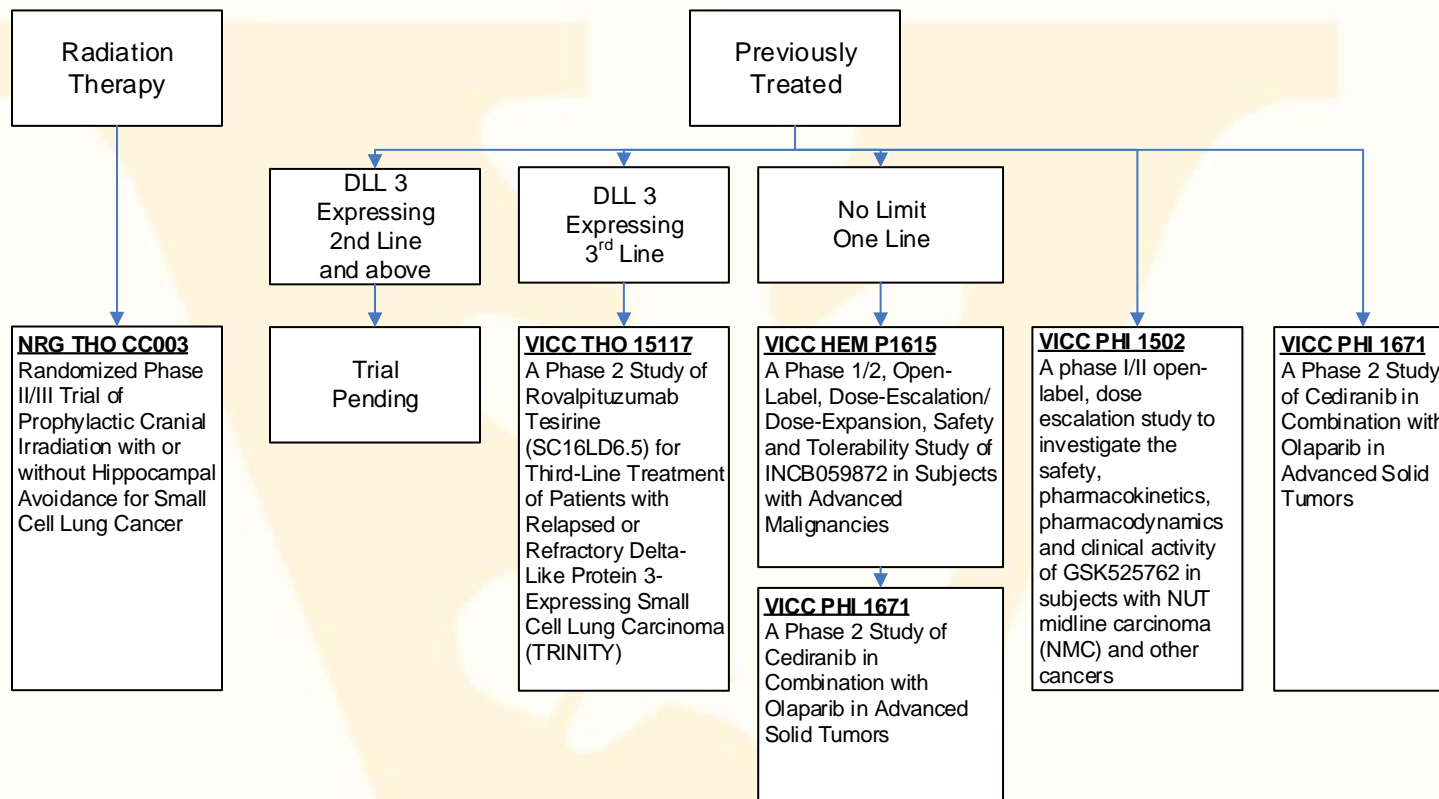 Radiation
Therapy
Previously
Treated
DLL 3
Expressing
2nd Line
and above
DLL 3
Expressing
3rd Line
No Limit
One Line
NRG THO CC003
Randomized Phase
II/III Trial of
Prophylactic Cranial
Irradiation with or
without Hippocampal
Avoidance for Small
Cell Lung Cancer
Trial
Pending
VICC THO 15117
A Phase 2 Study of
Rovalpituzumab
Tesirine
(SC16LD6.5) for
Third-Line Treatment
of Patients with
Relapsed or
Refractory Delta-
Like Protein 3-
Expressing Small
Cell Lung Carcinoma
(TRINITY)
VICC HEM P1615
A Phase 1/2, Open-
Label, Dose-Escalation/
Dose-Expansion, Safety
and Tolerability Study of
INCB059872 in Subjects
with Advanced
Malignancies
VICC PHI 1671
A Phase 2 Study of
Cediranib in
Combination with
Olaparib in Advanced
Solid Tumors
VICC PHI 1502
A phase I/II open-
label, dose
escalation study to
investigate the
safety,
pharmacokinetics,
pharmacodynamics
and clinical activity
of GSK525762 in
subjects with NUT
midline carcinoma
(NMC) and other
cancers
VICC PHI 1671
A Phase 2 Study
of Cediranib in
Combination with
Olaparib in
Advanced Solid
Tumors